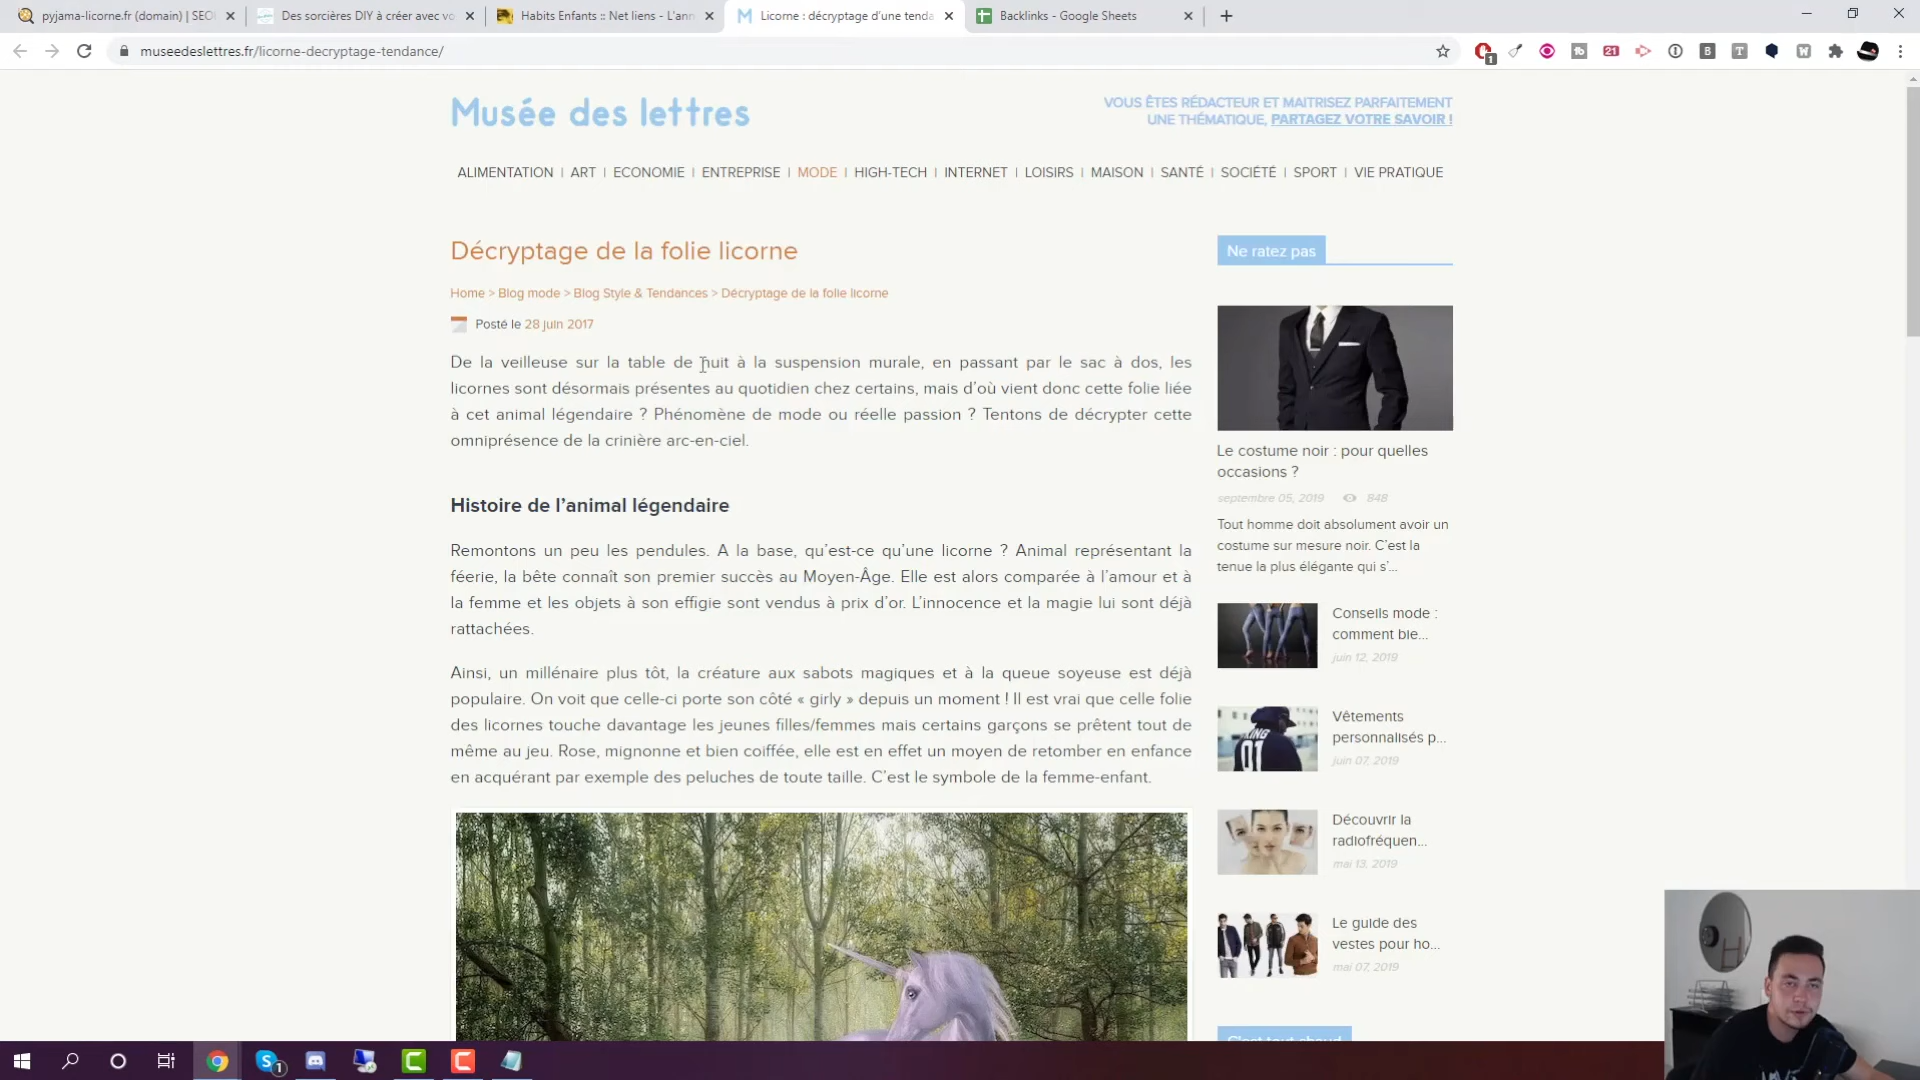 pyjama-licorne.fr (domain) | SEO
Des sorcières DIY à créer avec vo
Habits Enfants :: Net liens - L'ann
Licorne : décryptage d'une tenda
Backlinks - Google Sheets
museedeslettres.fr/licorne-decryptage-tendance/
Musée des lettres
VOUS ÊTES RÉDACTEUR ET MAITRISEZ PARFAITEMENT
UNE THÉMATIQUE, PARTAGEZ VOTRE SAVOIR !
ALIMENTATION | ART | ECONOMIE | ENTREPRISE | MODE | HIGH-TECH | INTERNET | LOISIRS | MAISON | SANTÉ | SOCIÉTÉ | SPORT | VIE PRATIQUE
Décryptage de la folie licorne
Home > Blog mode > Blog Style & Tendances > Décryptage de la folie licorne
Posté le 28 juin 2017
De la veilleuse sur la table de nuit à la suspension murale, en passant par le sac à dos, les
licornes sont désormais présentes au quotidien chez certains, mais d'où vient donc cette folie liée
à cet animal légendaire ? Phénomène de mode ou réelle passion ? Tentons de décrypter cette
omniprésence de la crinière arc-en-ciel.
Histoire de l'animal légendaire
Remontons un peu les pendules. A la base, qu'est-ce qu'une licorne ? Animal représentant la
féerie, la bête connaît son premier succès au Moyen-Âge. Elle est alors comparée à l'amour et à
la femme et les objets à son effigie sont vendus à prix d'or. L'innocence et la magie lui sont déjà
rattachées.
Ainsi, un millénaire plus tôt, la créature aux sabots magiques et à la queue soyeuse est déjà
populaire. On voit que celle-ci porte son côté « girly » depuis un moment ! Il est vrai que celle folie
des licornes touche davantage les jeunes filles/femmes mais certains garçons se prêtent tout de
même au jeu. Rose, mignonne et bien coiffée, elle est en effet un moyen de retomber en enfance
en acquérant par exemple des peluches de toute taille. C'est le symbole de la femme-enfant.
Ne ratez pas
Le costume noir : pour quelles
occasions ?
septembre 05, 2019 848
Tout homme doit absolument avoir un
costume sur mesure noir. C'est la
tenue la plus élégante qui s'...
Conseils mode :
comment bie...
juin 12, 2019
KING
01
Vêtements
personnalisés p...
juin 07, 2019
Découvrir la
radiofréquen...
mai 13, 2019
Le guide des
vestes pour ho...
mai 07, 2019